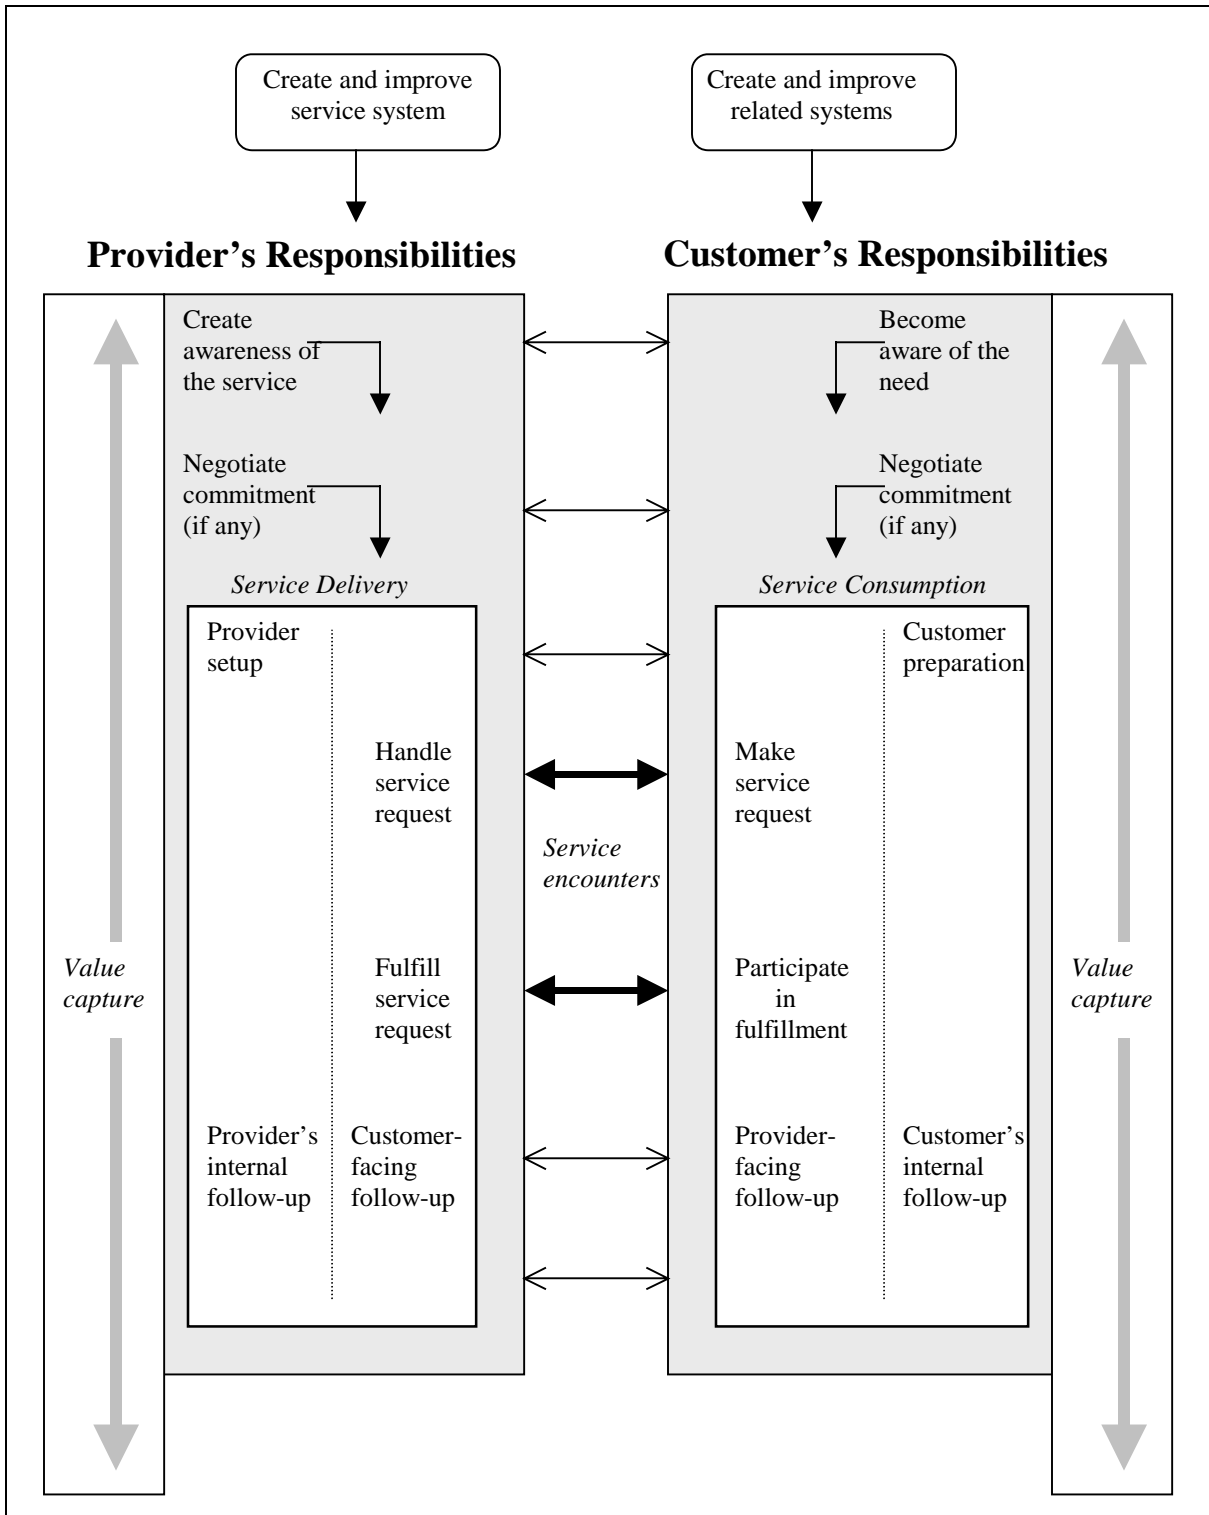 Create and improve
service system
Create and improve
related systems
Provider’s Responsibilities
Customer’s Responsibilities
Create
awareness of
the service
Become
aware of the
need
Negotiate
commitment
(if any)
Negotiate
commitment
(if any)
Service Delivery
Service Consumption
Provider
setup
Customer
preparation
Handle
service
request
Make
service
request
Service
encounters
Value
capture
Fulfill
service
request
Participate
in
fulfillment
Value
capture
Provider’s
internal
follow-up
Customer-
facing
follow-up
Provider-
facing
follow-up
Customer’s
internal
follow-up